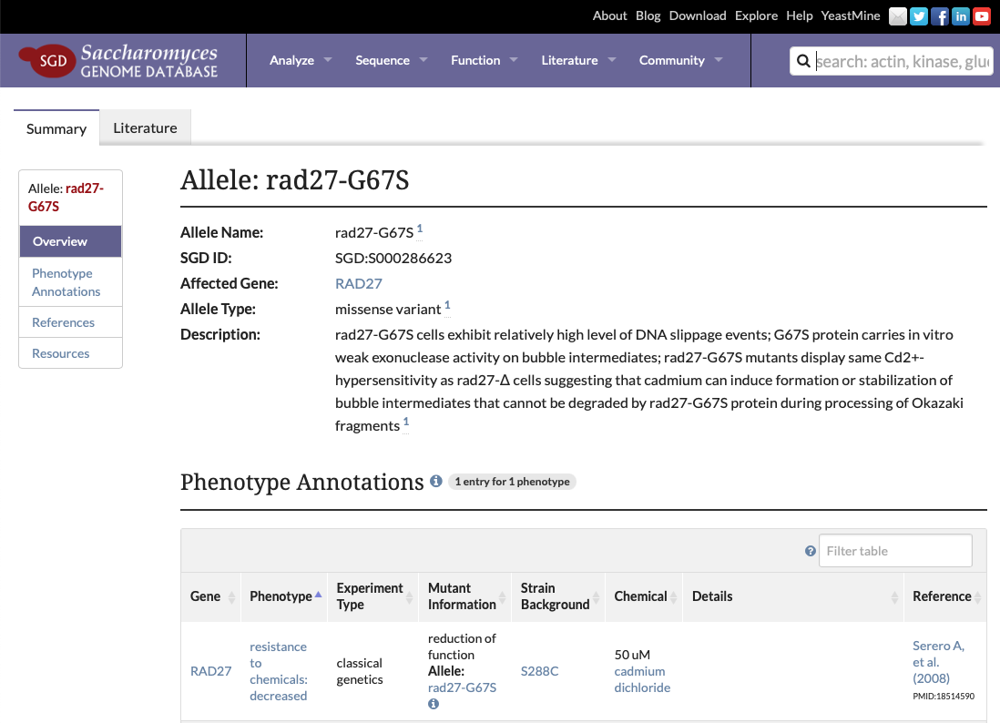 About Blog Download Explore Help YeastMine
SGD Saccharomyces
GENOME DATABASE
Analyze Sequence Function Literature Community
search: actin, kinase, glu
Summary Literature
Allele: rad27-
G67S
Overview
Phenotype
Annotations
References
Resources
Allele: rad27-G67S
Allele Name: rad27-G67S 1
SGD ID: SGD:S000286623
Affected Gene: RAD27
Allele Type: missense variant 1
Description: rad27-G67S cells exhibit relatively high level of DNA slippage events; G67S protein carries in vitro
weak exonuclease activity on bubble intermediates; rad27-G67S mutants display same Cd2+-
hypersensitivity as rad27-Δ cells suggesting that cadmium can induce formation or stabilization of
bubble intermediates that cannot be degraded by rad27-G67S protein during processing of Okazaki
fragments 1
Phenotype Annotations 1 entry for 1 phenotype
Filter table
Gene Phenotype Experiment Type Mutant Information Strain Background Chemical Details Reference
RAD27
resistance
to
chemicals:
decreased
classical
genetics
reduction of
function
Allele:
rad27-G67S
S288C
50 uM
cadmium
dichloride
Serero A,
et al.
(2008)
PMID:18514590